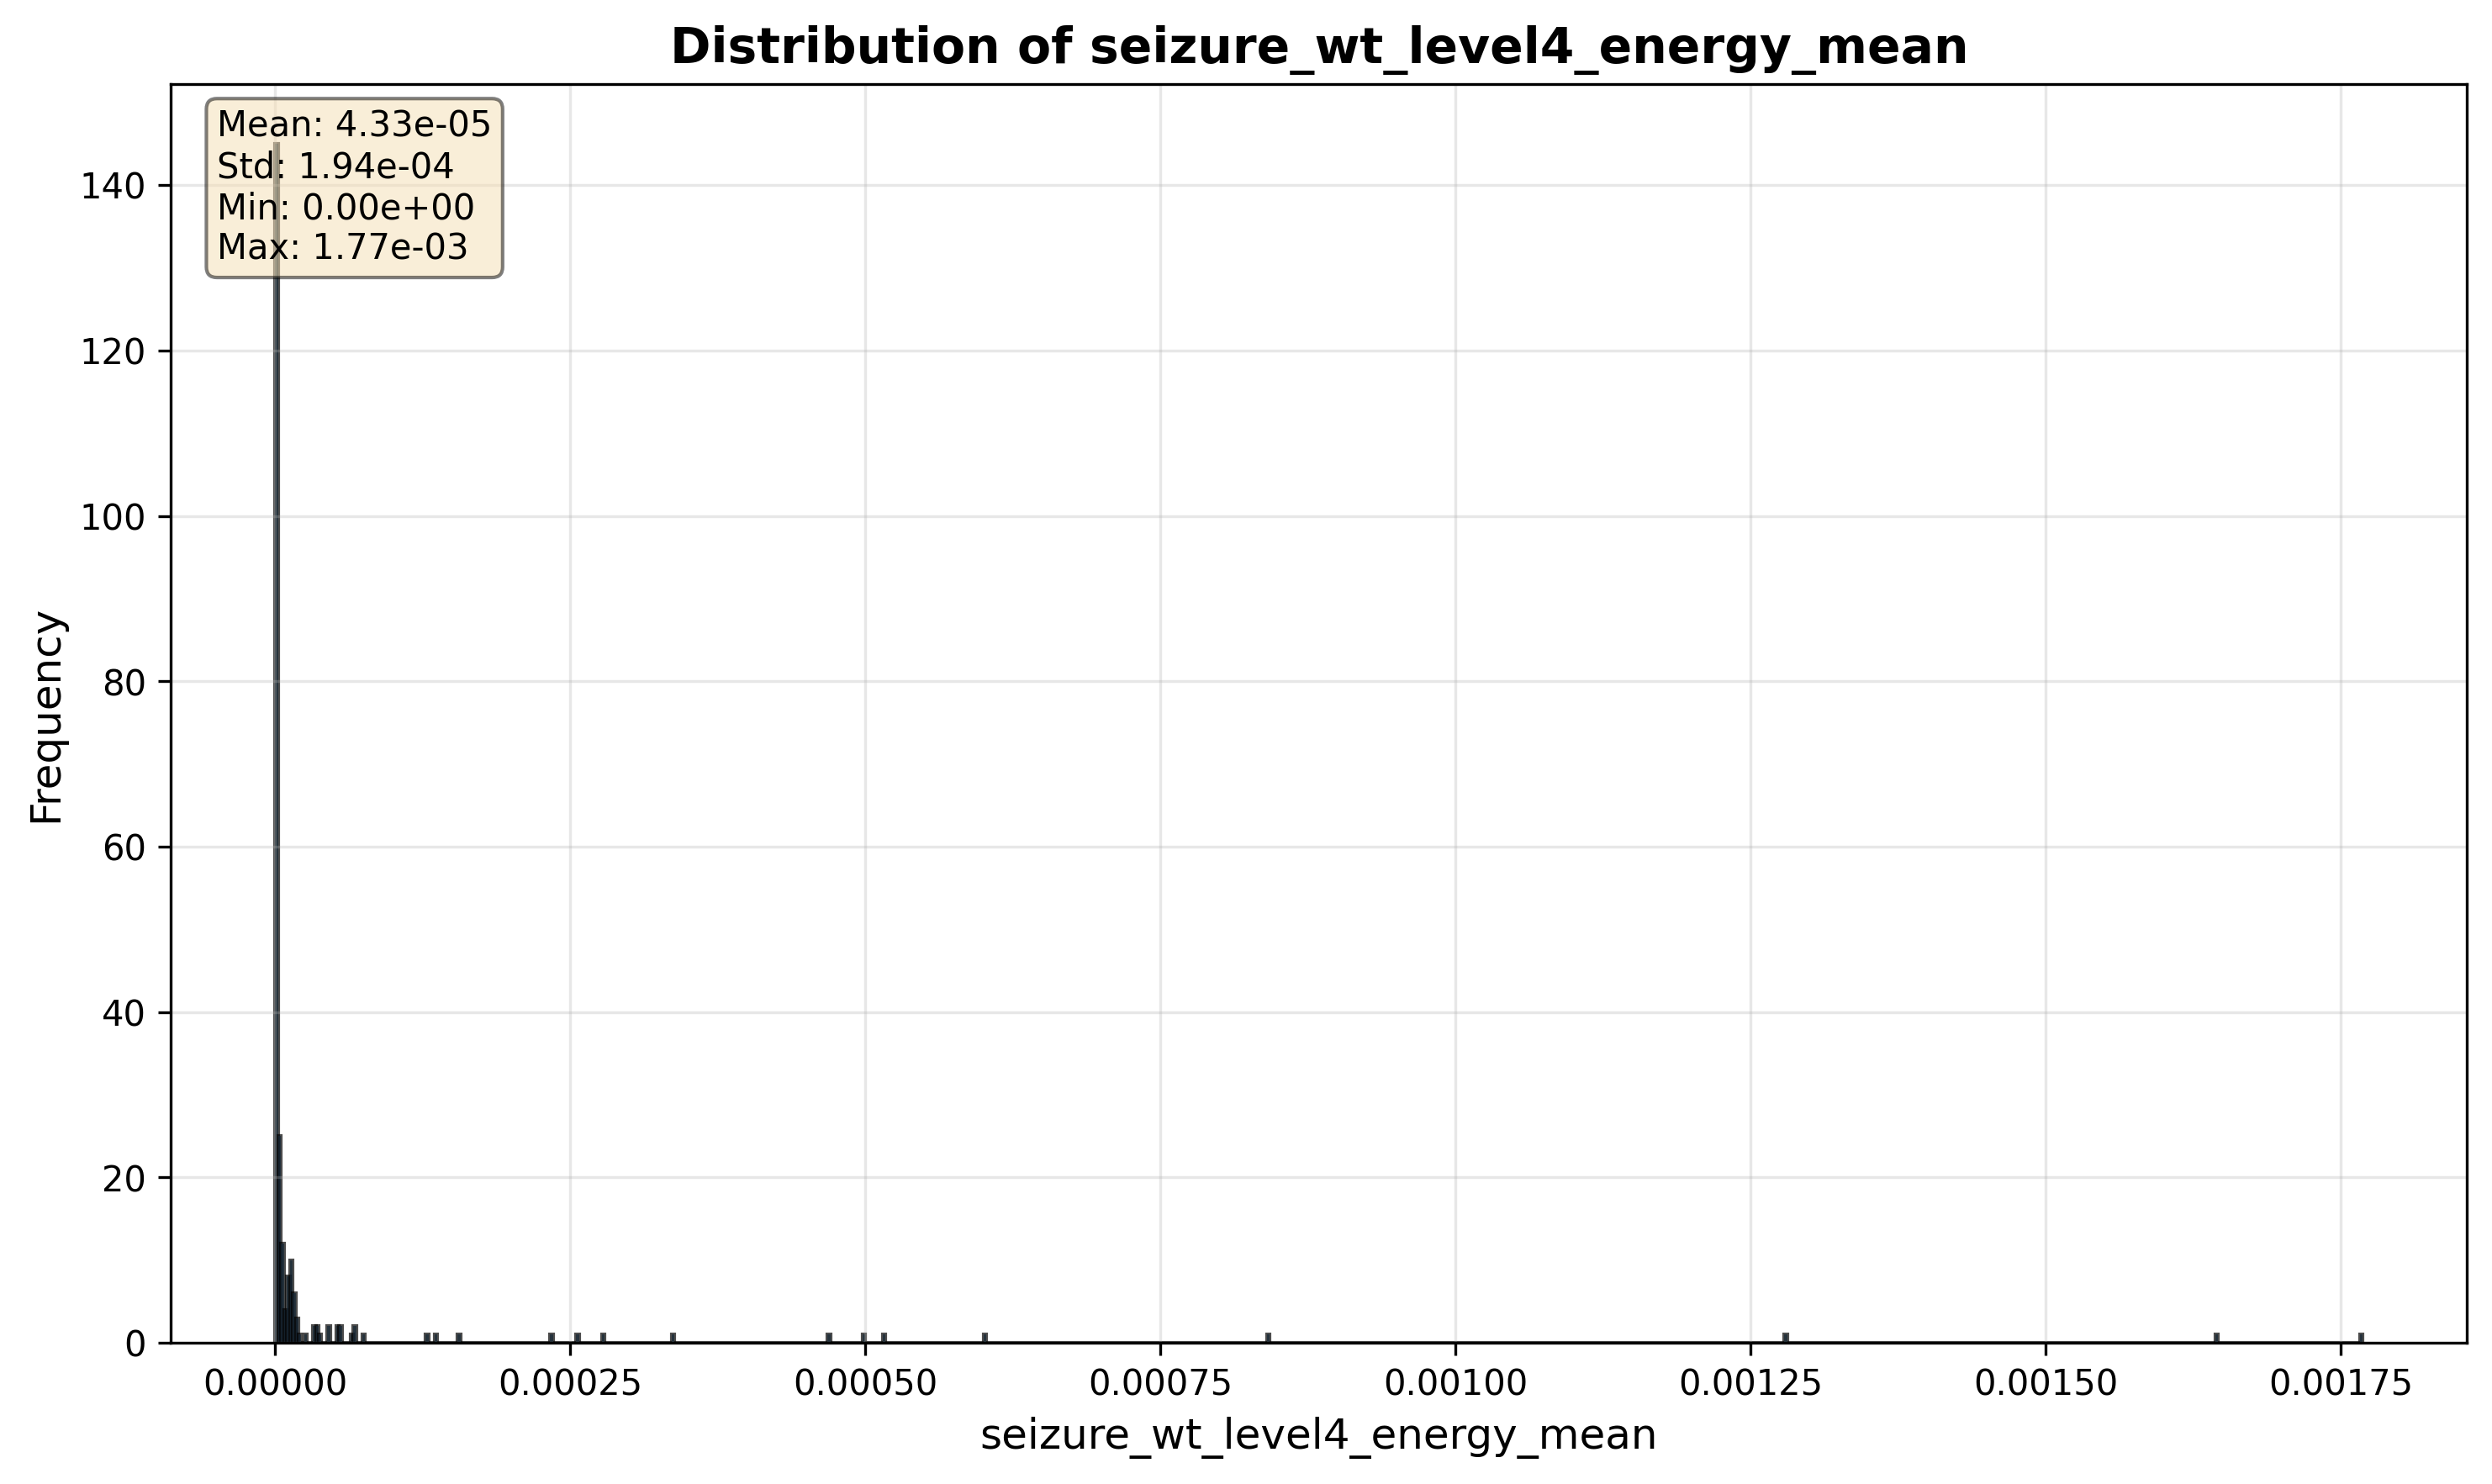 Distribution of seizure_wt_level4_energy_mean
Mean: 4.33e-05
Std: 1.94e-04
Min: 0.00e+00
Max: 1.77e-03
140
120
100
80
60
40
20
0
Frequency
0.00000 0.00025 0.00050 0.00075 0.00100 0.00125 0.00150 0.00175
seizure_wt_level4_energy_mean